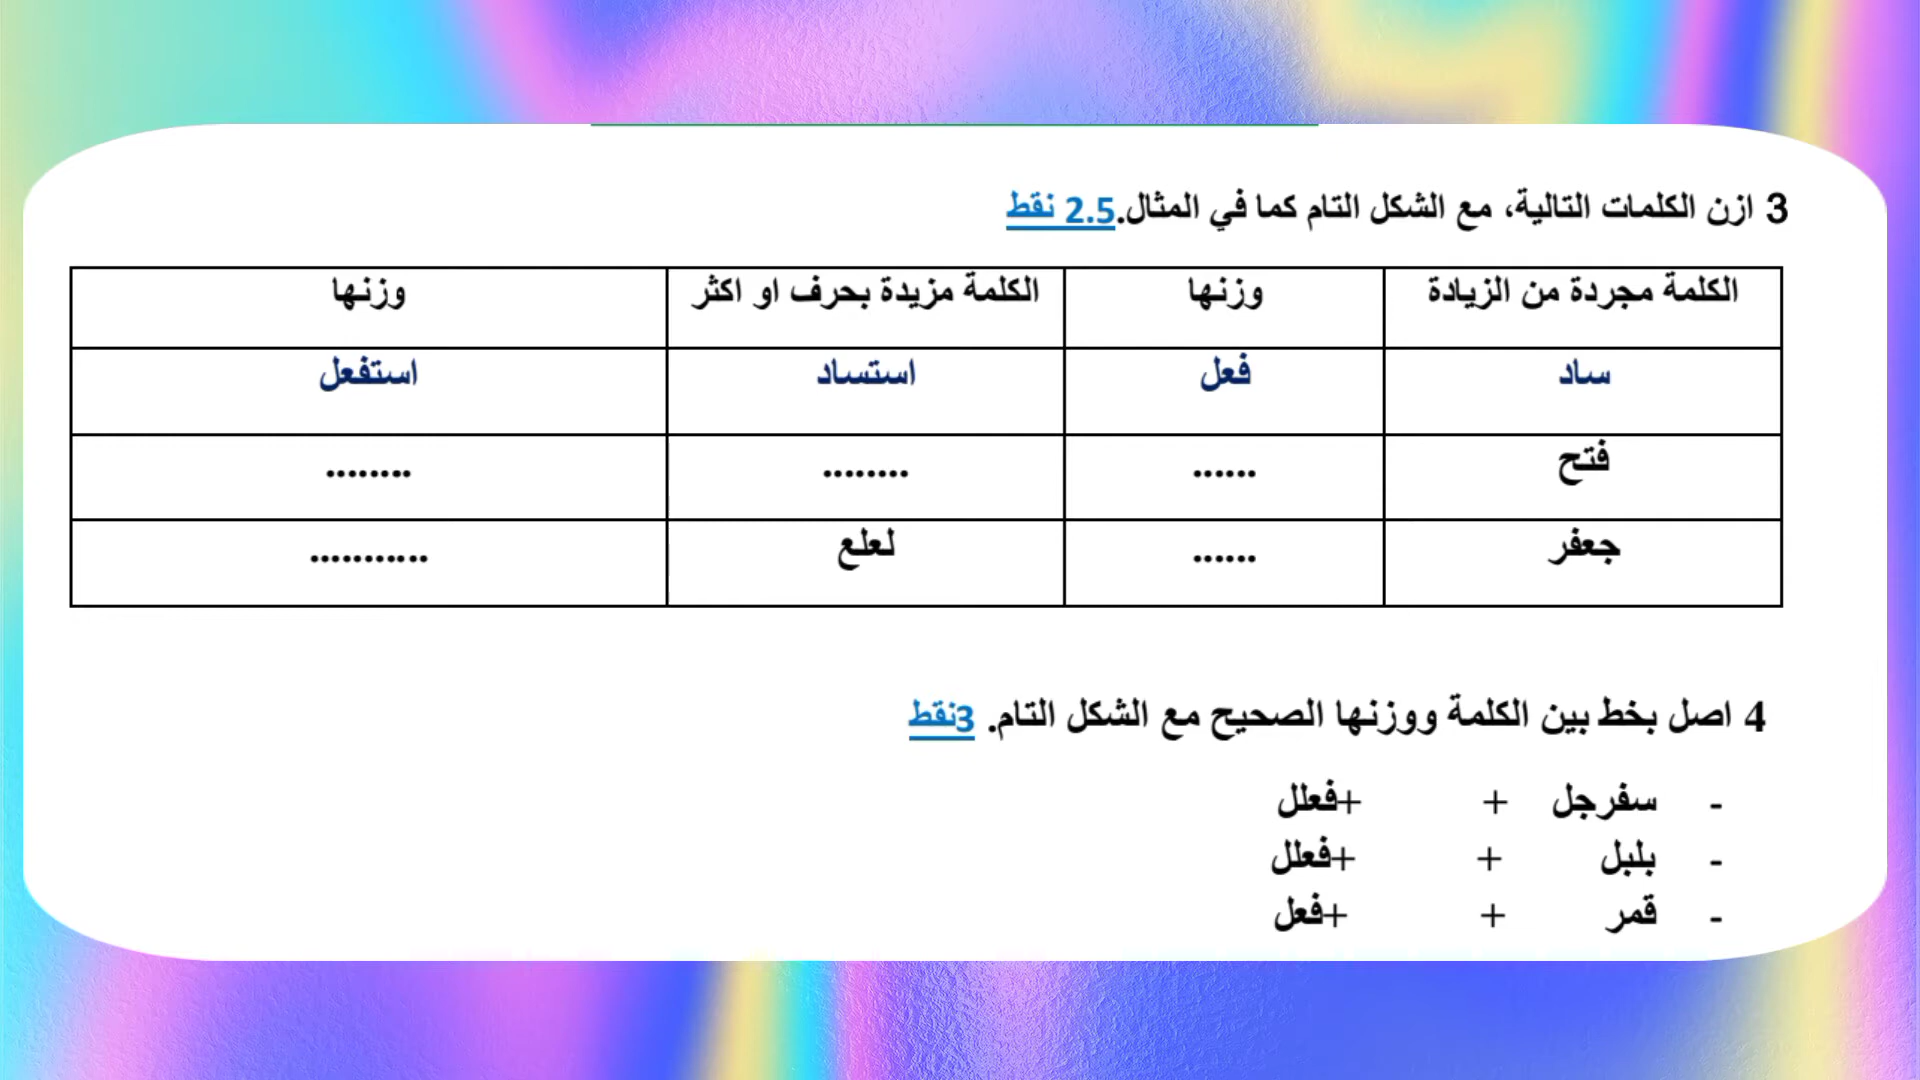 3 ازن الكلمات التالية، مع الشكل التام كما في المثال.2.5 نقط
الكلمة مجردة من الزيادة وزنها الكلمة مزيدة بحرف او اكثر وزنها
ساد فعل استساد استفعل
فتح ...... ........ ........
جعفر ...... لعلع ...........
4 اصل بخط بين الكلمة ووزنها الصحيح مع الشكل التام. 3نقط
- سفرجل + +فعلل
- بلبل + +فعلل
- قمر + +فعل